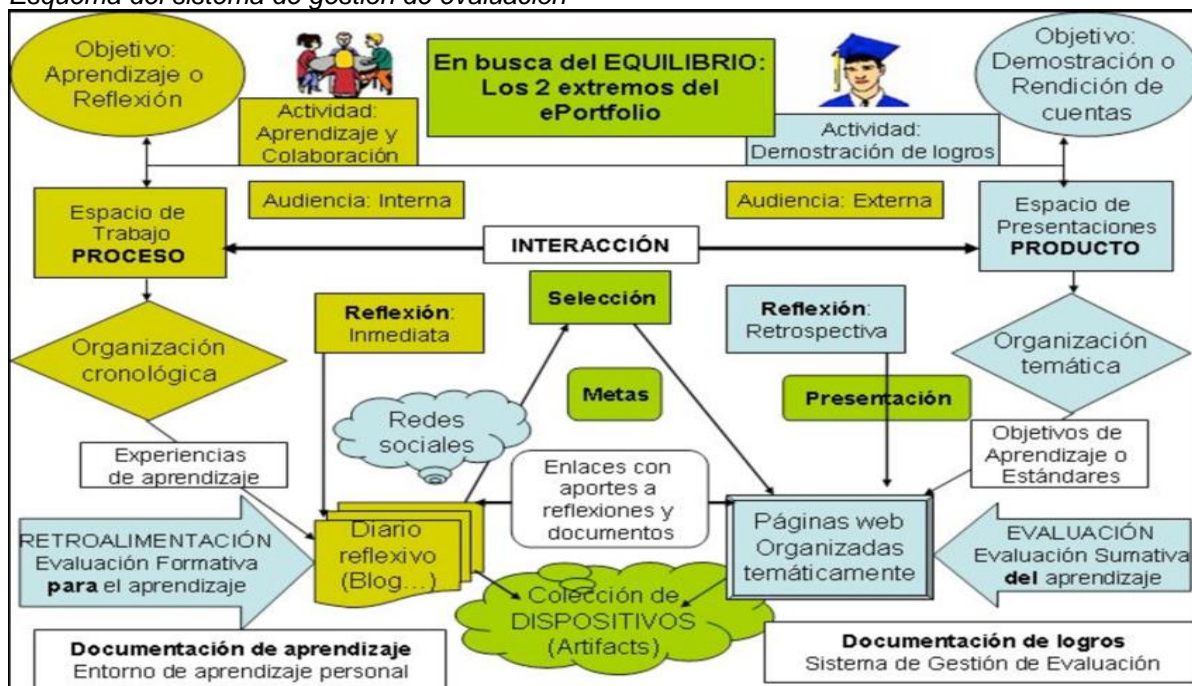 Esquema del sistema de gestión de evaluación
Objetivo:
Aprendizaje o
Reflexión
Actividad:
Aprendizaje y
Colaboración
En busca del EQUILIBRIO:
Los 2 extremos del
ePortfolio
Actividad:
Demostración de logros
Objetivo:
Demostración o
Rendición de
cuentas
Espacio de
Trabajo
PROCESO
Audiencia: Interna
Audiencia: Externa
Espacio de
Presentaciones
PRODUCTO
INTERACCIÓN
Organización
cronológica
Reflexión:
Inmediata
Selección
Reflexión:
Retrospectiva
Organización
temática
Metas
Presentación
Redes
sociales
Experiencias
de aprendizaje
Enlaces con
aportes a
reflexiones y
documentos
Objetivos de
Aprendizaje o
Estándares
RETROALIMENTACIÓN
Evaluación Formativa
para el aprendizaje
Diario
reflexivo
(Blog...)
Páginas web
Organizadas
temáticamente
EVALUACIÓN
Evaluación Sumativa
del aprendizaje
Colección de
DISPOSITIVOS
(Artifacts)
Documentación de aprendizaje
Entorno de aprendizaje personal
Documentación de logros
Sistema de Gestión de Evaluación